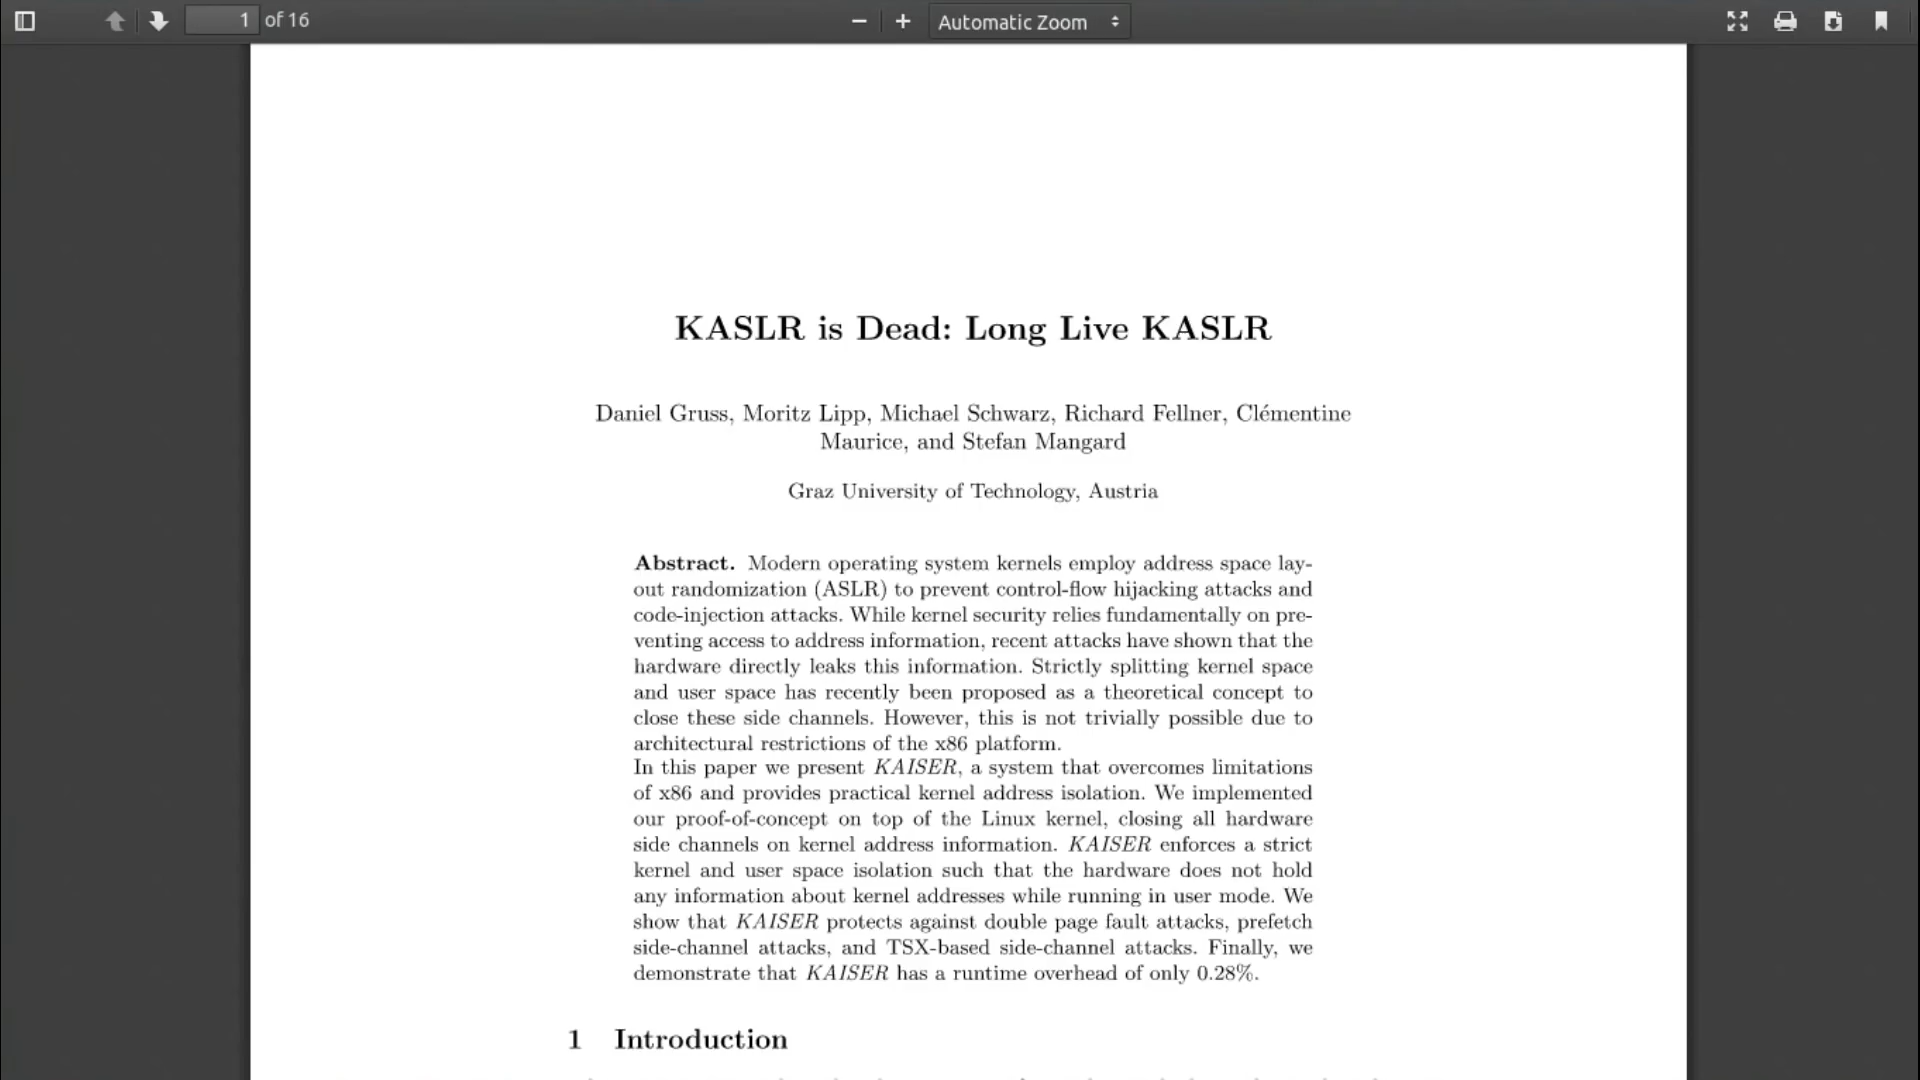 1 of 16
Automatic Zoom
KASLR is Dead: Long Live KASLR
Daniel Gruss, Moritz Lipp, Michael Schwarz, Richard Fellner, Clémentine
Maurice, and Stefan Mangard
Graz University of Technology, Austria
Abstract. Modern operating system kernels employ address space lay-
out randomization (ASLR) to prevent control-flow hijacking attacks and
code-injection attacks. While kernel security relies fundamentally on pre-
venting access to address information, recent attacks have shown that the
hardware directly leaks this information. Strictly splitting kernel space
and user space has recently been proposed as a theoretical concept to
close these side channels. However, this is not trivially possible due to
architectural restrictions of the x86 platform.
In this paper we present KAISER, a system that overcomes limitations
of x86 and provides practical kernel address isolation. We implemented
our proof-of-concept on top of the Linux kernel, closing all hardware
side channels on kernel address information. KAISER enforces a strict
kernel and user space isolation such that the hardware does not hold
any information about kernel addresses while running in user mode. We
show that KAISER protects against double page fault attacks, prefetch
side-channel attacks, and TSX-based side-channel attacks. Finally, we
demonstrate that KAISER has a runtime overhead of only 0.28%.
1 Introduction